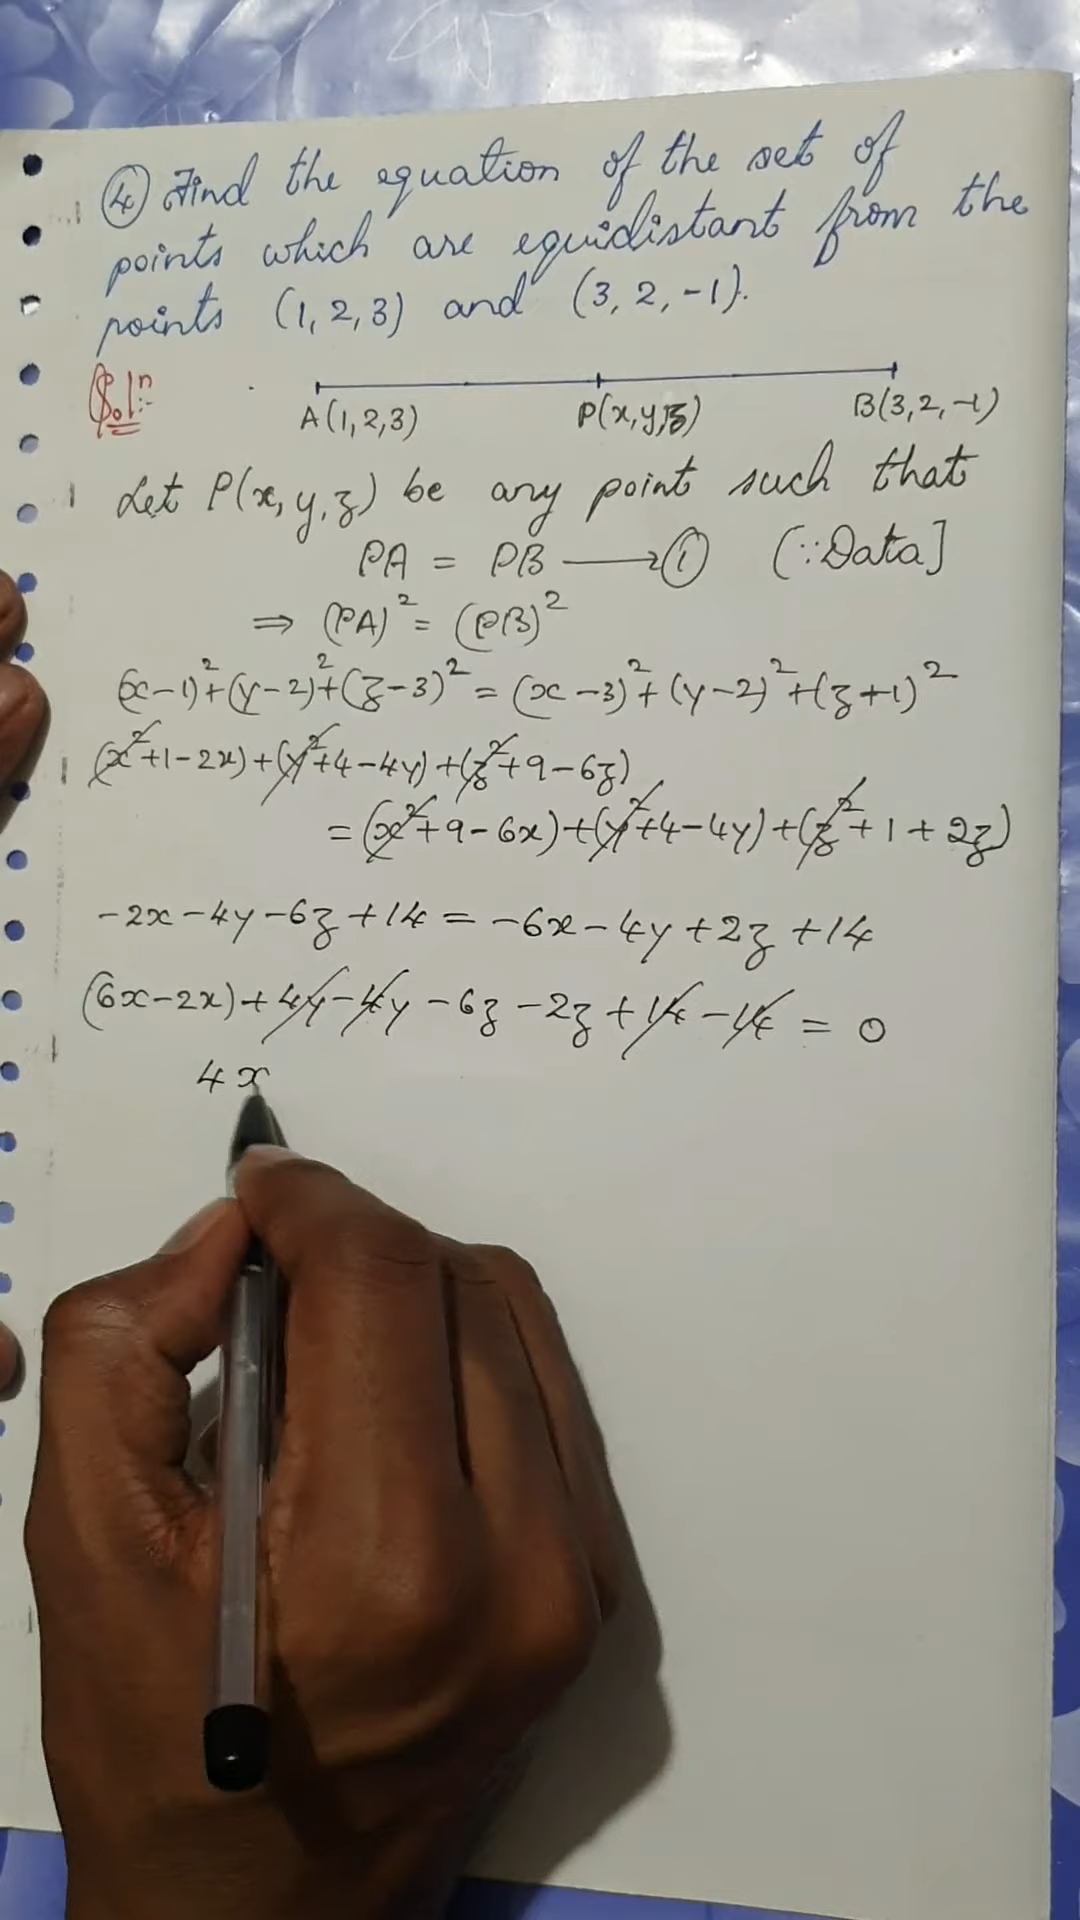 ④ Find the equation of the set of
points which are equidistant from the
points (1, 2, 3) and (3, 2, -1).
Solⁿ:-
A(1,2,3) P(x,y,z) B(3,2,-1)
Let P(x, y, z) be any point such that
PA = PB ⟶ ① (∵ Data]
⇒ (PA)² = (PB)²
(x-1)²+(y-2)²+(z-3)² = (x-3)²+(y-2)²+(z+1)²
(x²+1-2x)+(y²+4-4y)+(z²+9-6z)
=(x²+9-6x)+(y²+4-4y)+(z²+1+2z)
-2x-4y-6z+14 = -6x-4y+2z+14
(6x-2x)+4y-4y-6z-2z+14-14 = 0
4x